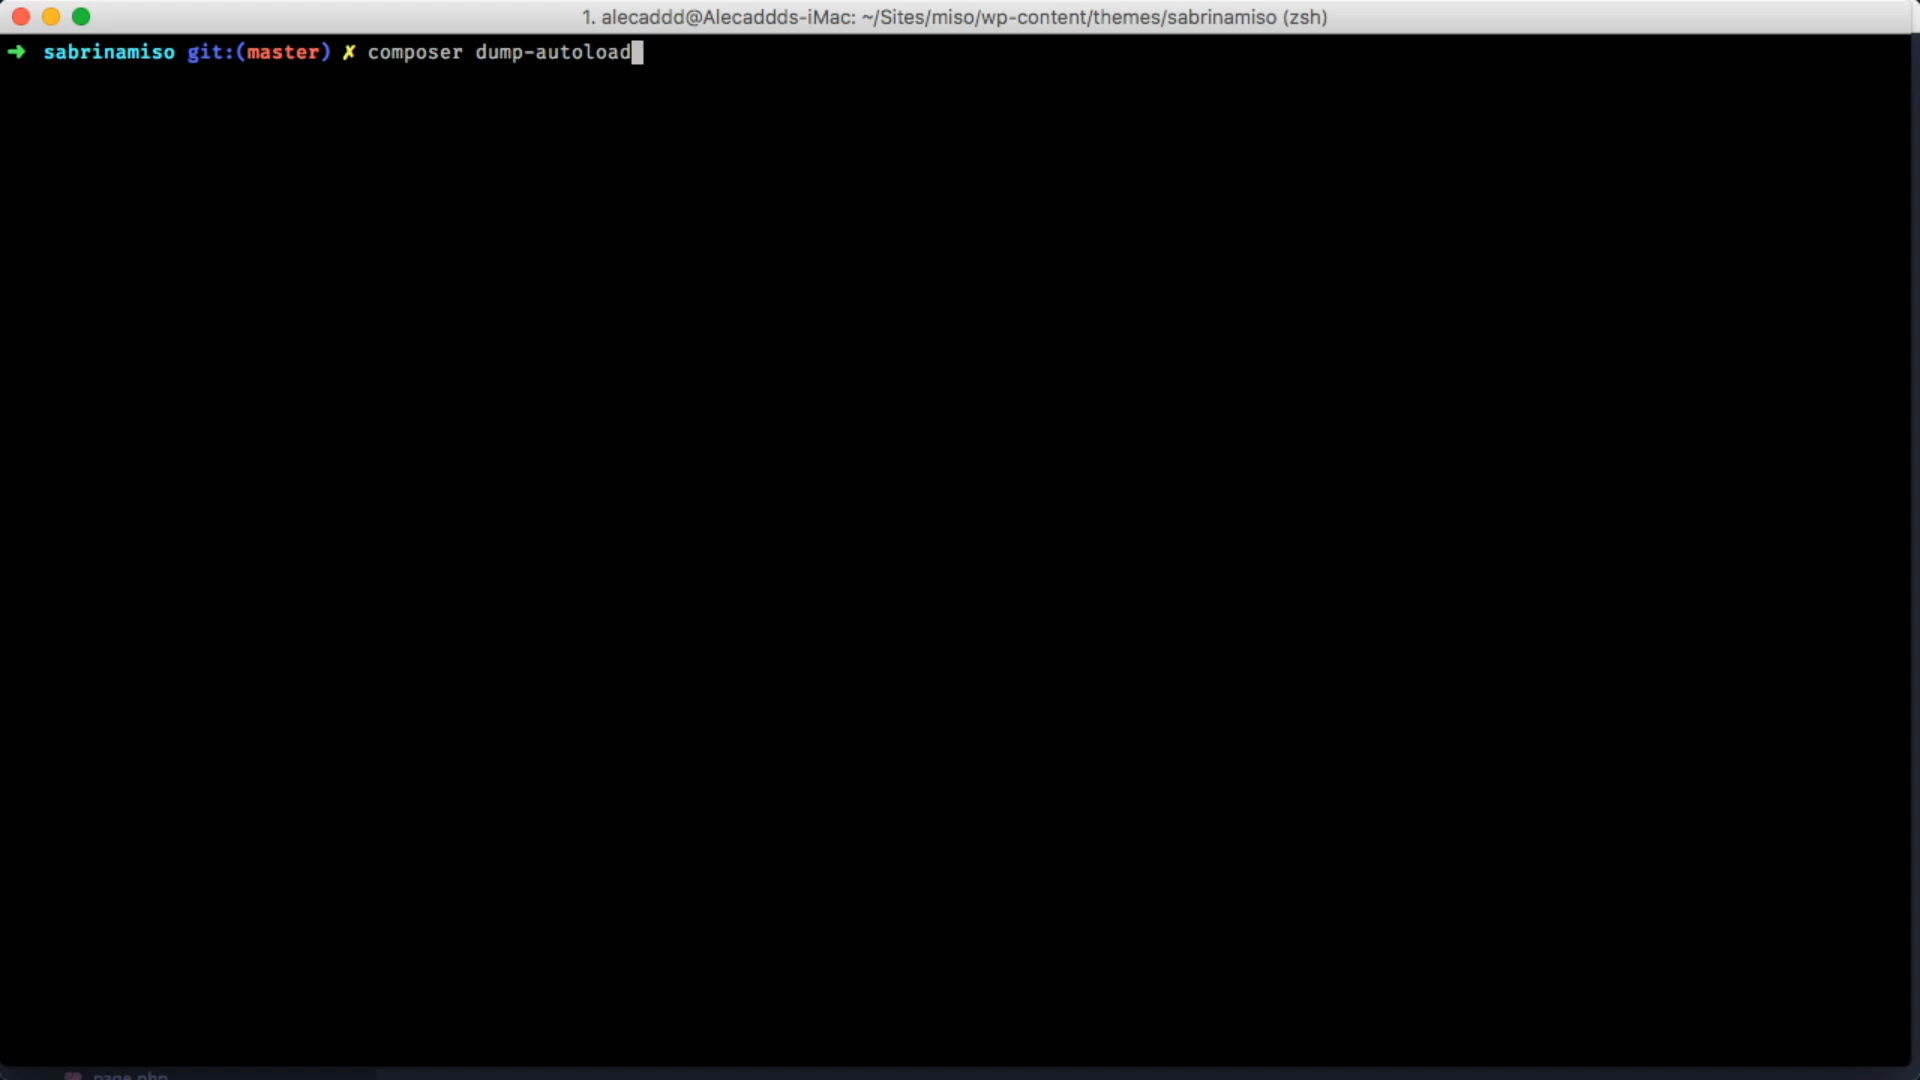 1. alecaddd@Alecaddds-iMac: ~/Sites/miso/wp-content/themes/sabrinamiso (zsh)
➜ sabrinamiso git:(master) ✗ composer dump-autoload
page.php